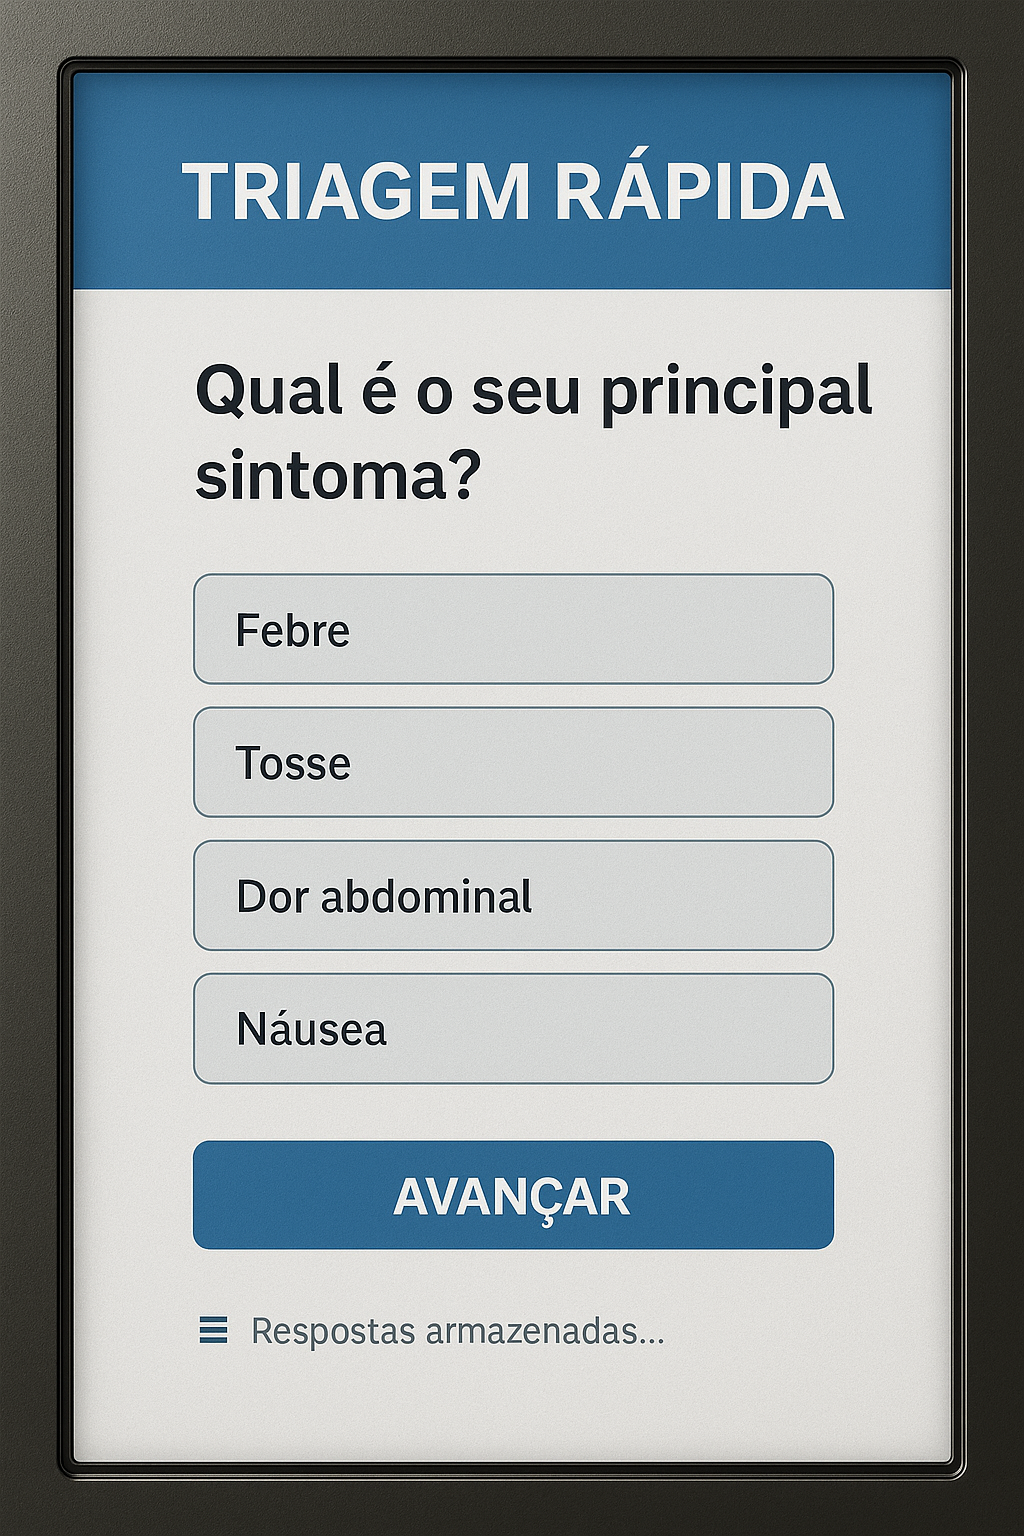 TRIAGEM RÁPIDA
Qual é o seu principal
sintoma?
Febre
Tosse
Dor abdominal
Náusea
AVANÇAR
Respostas armazenadas...